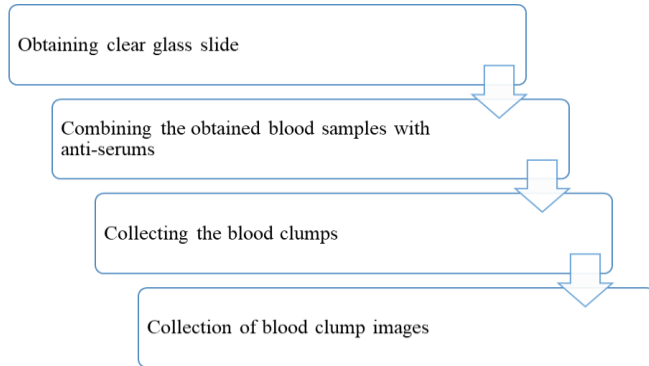 Obtaining clear glass slide
Combining the obtained blood samples with
anti-serums
Collecting the blood clumps
Collection of blood clump images